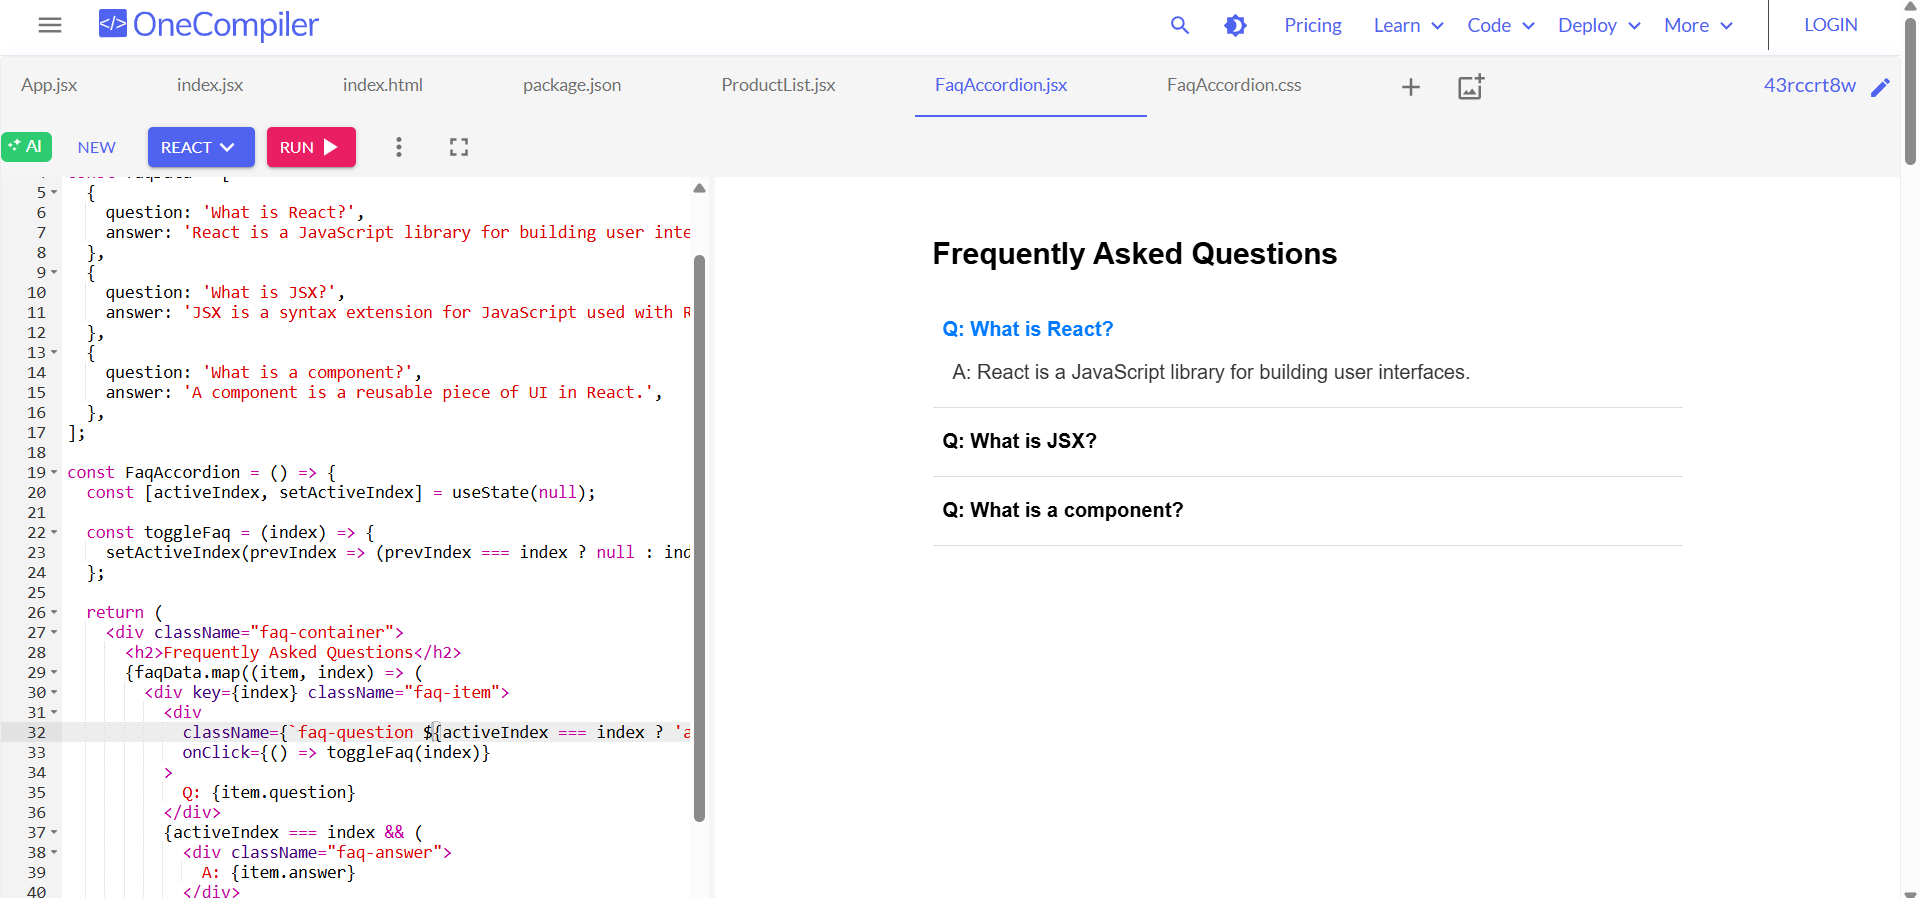 OneCompiler
Pricing Learn Code Deploy More LOGIN
App.jsx index.jsx index.html package.json ProductList.jsx FaqAccordion.jsx FaqAccordion.css 43rccrt8w
AI NEW REACT RUN
5 {
6 question: 'What is React?',
7 answer: 'React is a JavaScript library for building user inte
8 },
9 {
10 question: 'What is JSX?',
11 answer: 'JSX is a syntax extension for JavaScript used with R
12 },
13 {
14 question: 'What is a component?',
15 answer: 'A component is a reusable piece of UI in React.',
16 },
17 ];
18
19 const FaqAccordion = () => {
20 const [activeIndex, setActiveIndex] = useState(null);
21
22 const toggleFaq = (index) => {
23 setActiveIndex(prevIndex => (prevIndex === index ? null : ind
24 };
25
26 return (
27 <div className="faq-container">
28 <h2>Frequently Asked Questions</h2>
29 {faqData.map((item, index) => (
30 <div key={index} className="faq-item">
31 <div
32 className={`faq-question ${activeIndex === index ? 'a
33 onClick={() => toggleFaq(index)}
34 >
35 Q: {item.question}
36 </div>
37 {activeIndex === index && (
38 <div className="faq-answer">
39 A: {item.answer}
40 </div>
Frequently Asked Questions
Q: What is React?
A: React is a JavaScript library for building user interfaces.
Q: What is JSX?
Q: What is a component?